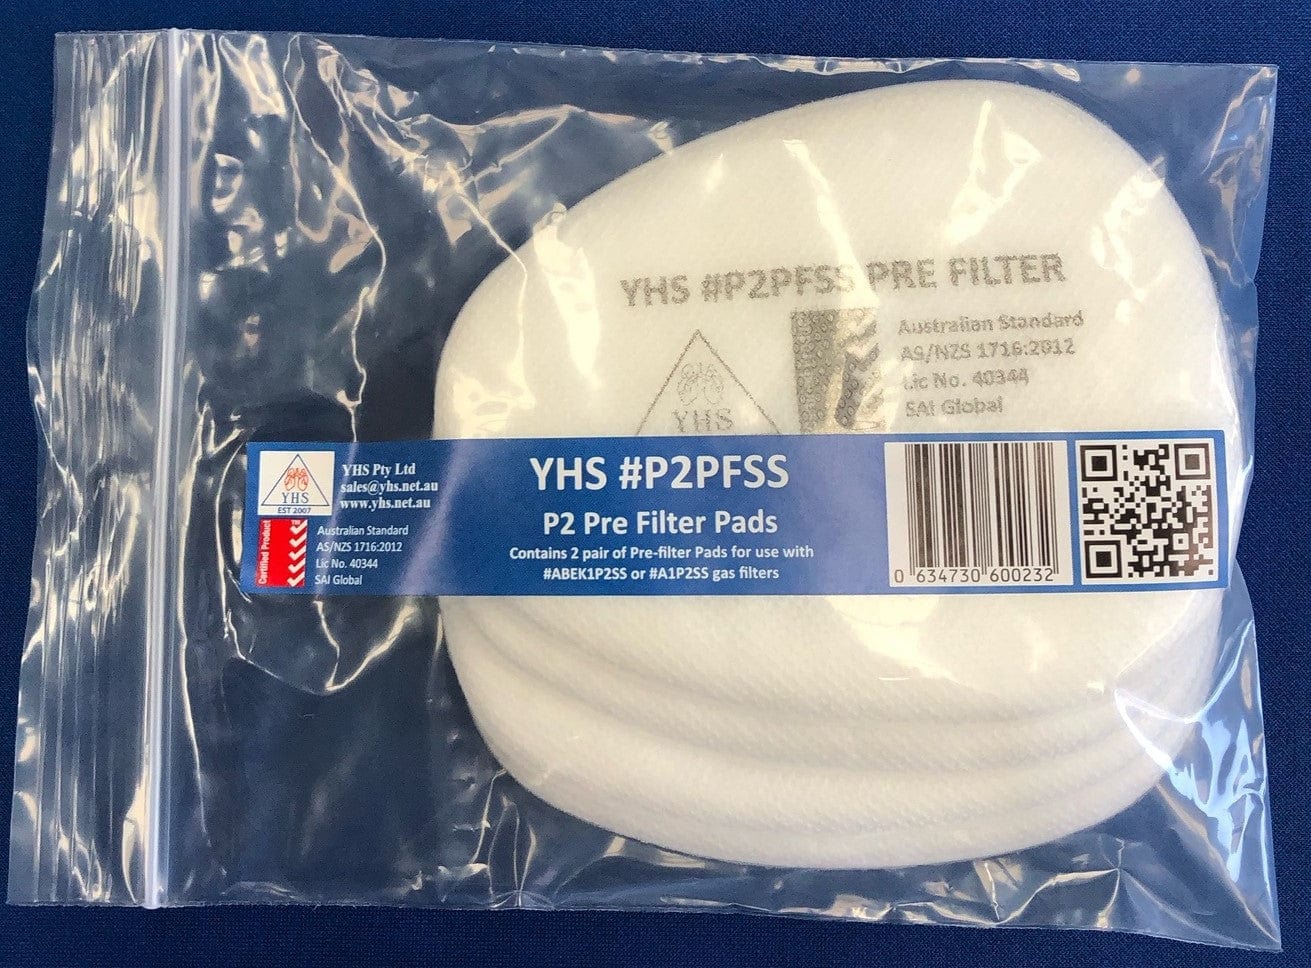 YHS #P2PFSS PRE FILTER
Australian Standard
AS/NZS 1716:2012
Lic No. 40344
SAI Global
YHS
YHS
EST 2007
YHS Pty Ltd
sales@yhs.net.au
www.yhs.net.au
Certified Product
Australian Standard
AS/NZS 1716:2012
Lic No. 40344
SAI Global
YHS #P2PFSS
P2 Pre Filter Pads
Contains 2 pair of Pre-filter Pads for use with
#ABEK1P2SS or #A1P2SS gas filters
0 634730 600232